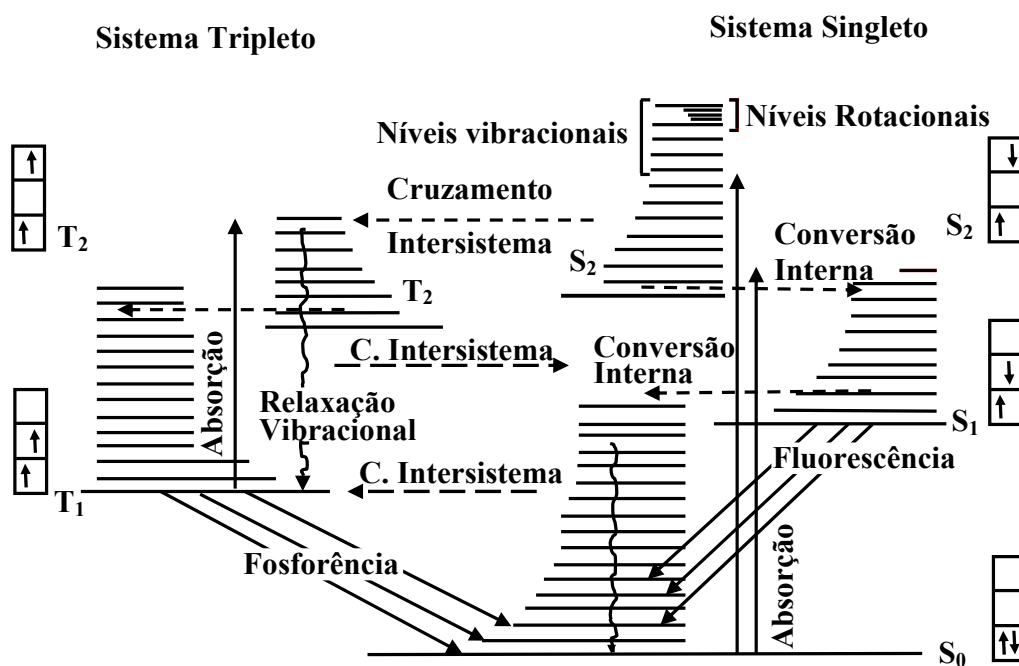 Sistema Tripleto
Sistema Singleto
Níveis vibracionais
Níveis Rotacionais
Cruzamento
Intersistema
T2
S2
T2
S2
Conversão
Interna
C. Intersistema
Conversão
Interna
Absorção
Relaxação
Vibracional
S1
C. Intersistema
Fluorescência
T1
Fosforência
Absorção
S0